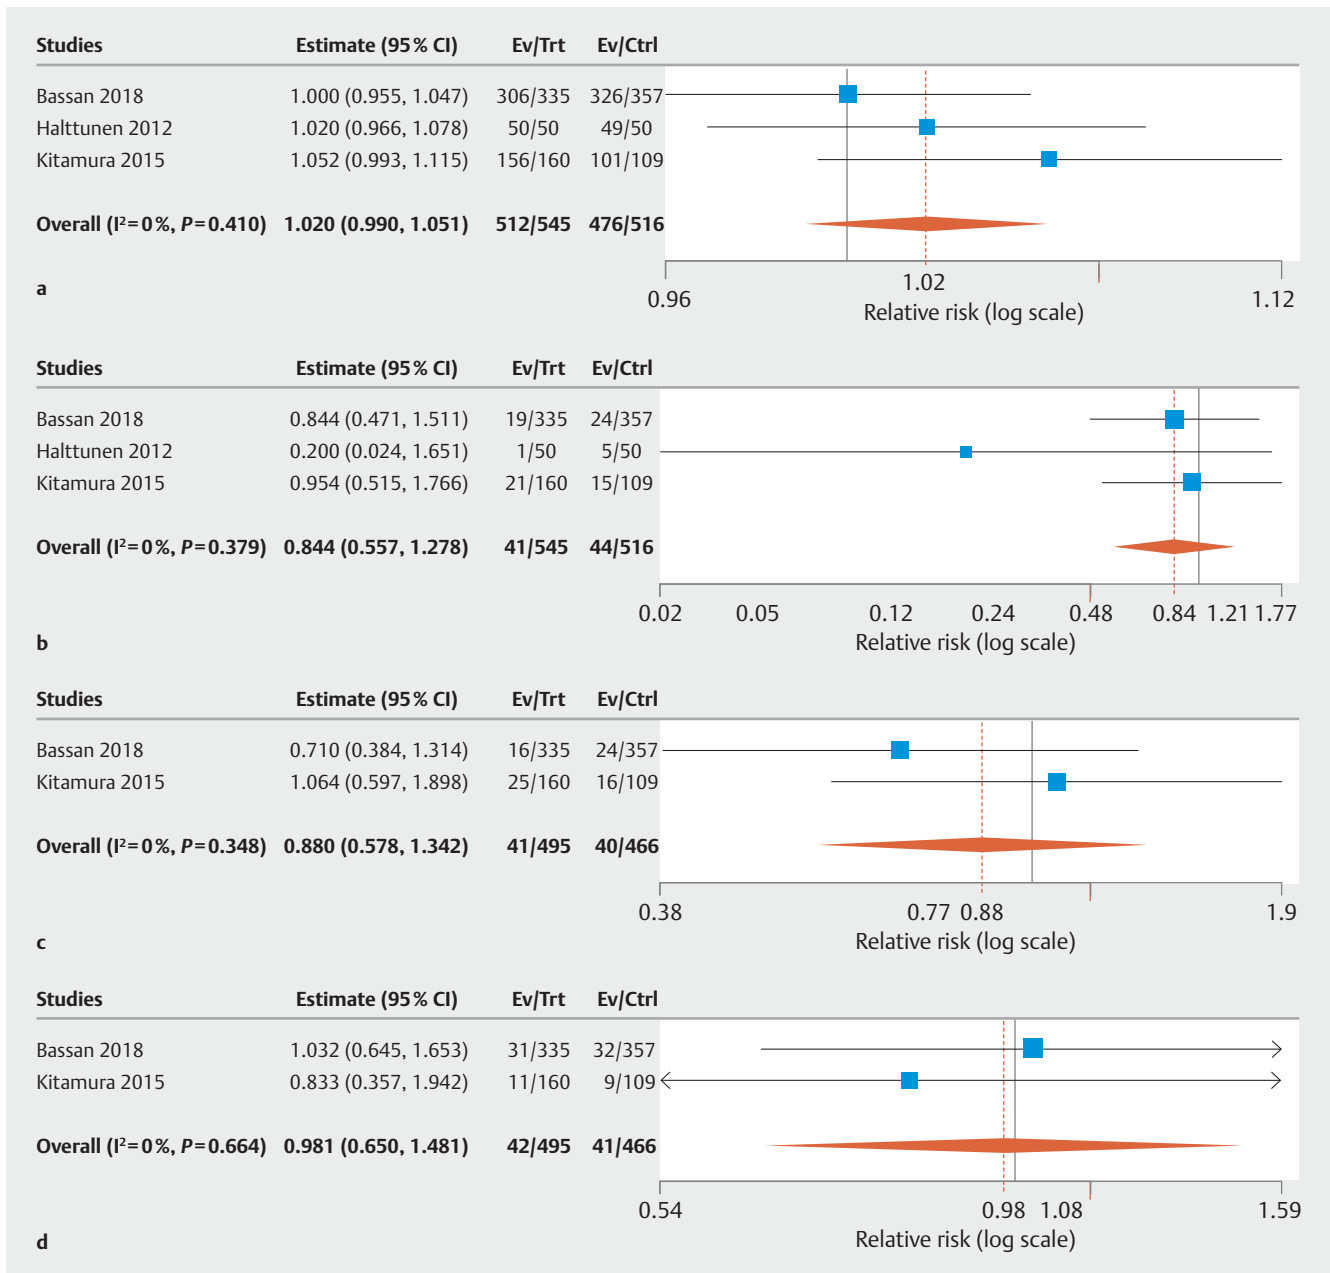 Studies Estimate (95% CI) Ev/Trt Ev/Ctrl
Bassan 2018 1.000 (0.955, 1.047) 306/335 326/357
Halttunen 2012 1.020 (0.966, 1.078) 50/50 49/50
Kitamura 2015 1.052 (0.993, 1.115) 156/160 101/109
Overall (I²=0%, P=0.410) 1.020 (0.990, 1.051) 512/545 476/516
0.96 1.02 1.12
Relative risk (log scale)
a
Studies Estimate (95% CI) Ev/Trt Ev/Ctrl
Bassan 2018 0.844 (0.471, 1.511) 19/335 24/357
Halttunen 2012 0.200 (0.024, 1.651) 1/50 5/50
Kitamura 2015 0.954 (0.515, 1.766) 21/160 15/109
Overall (I²=0%, P=0.379) 0.844 (0.557, 1.278) 41/545 44/516
0.02 0.05 0.12 0.24 0.48 0.84 1.21 1.77
Relative risk (log scale)
b
Studies Estimate (95% CI) Ev/Trt Ev/Ctrl
Bassan 2018 0.710 (0.384, 1.314) 16/335 24/357
Kitamura 2015 1.064 (0.597, 1.898) 25/160 16/109
Overall (I²=0%, P=0.348) 0.880 (0.578, 1.342) 41/495 40/466
0.38 0.77 0.88 1.9
Relative risk (log scale)
c
Studies Estimate (95% CI) Ev/Trt Ev/Ctrl
Bassan 2018 1.032 (0.645, 1.653) 31/335 32/357
Kitamura 2015 0.833 (0.357, 1.942) 11/160 9/109
Overall (I²=0%, P=0.664) 0.981 (0.650, 1.481) 42/495 41/466
0.54 0.98 1.08 1.59
Relative risk (log scale)
d